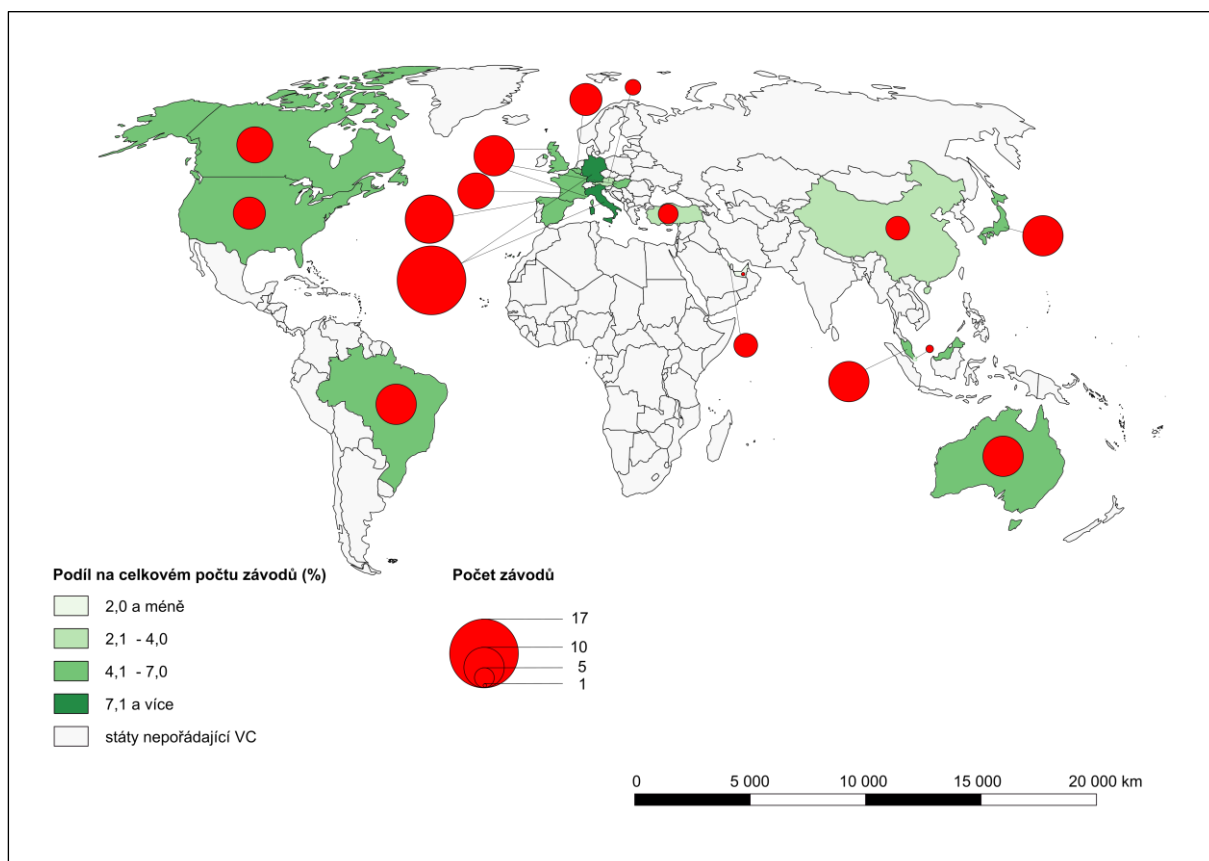 Podíl na celkovém počtu závodů (%)
2,0 a méně
2,1 - 4,0
4,1 - 7,0
7,1 a více
státy nepořádající VC
Počet závodů
17
10
5
1
0 5 000 10 000 15 000 20 000 km